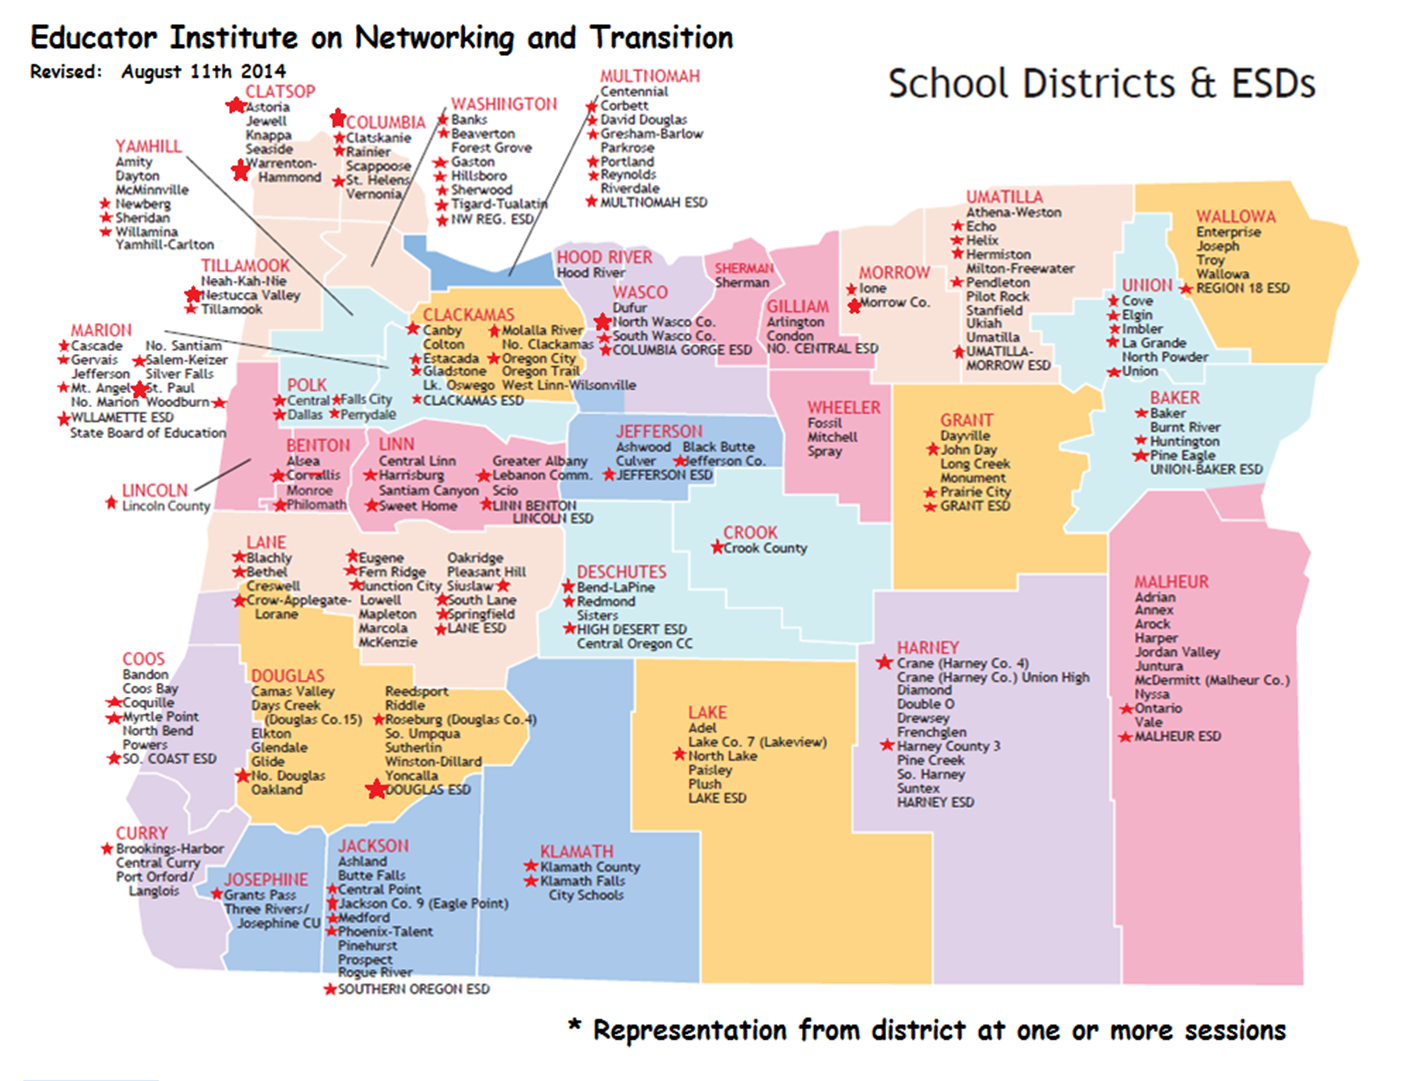 Educator Institute on Networking and Transition
Revised: August 11th 2014
School Districts & ESDs
CLATSOP
Astoria
Jewell
Knappa
Seaside
Warrenton-
Hammond
COLUMBIA
Clatskanie
Rainier
Scappoose
St. Helens
Vernonia
WASHINGTON
Banks
Beaverton
Forest Grove
Gaston
Hillsboro
Sherwood
Tigard-Tualatin
NW REG. ESD
MULTNOMAH
Centennial
Corbett
David Douglas
Gresham-Barlow
Parkrose
Portland
Reynolds
Riverdale
MULTNOMAH ESD
YAMHILL
Amity
Dayton
McMinnville
Newberg
Sheridan
Willamina
Yamhill-Carlton
TILLAMOOK
Neah-Kah-Nie
Nestucca Valley
Tillamook
HOOD RIVER
Hood River
WASCO
Dufur
North Wasco Co.
South Wasco Co.
COLUMBIA GORGE ESD
SHERMAN
Sherman
GILLIAM
Arlington
Condon
NO. CENTRAL ESD
MORROW
Ione
Morrow Co.
UMATILLA
Athena-Weston
Echo
Helix
Hermiston
Milton-Freewater
Pendleton
Pilot Rock
Stanfield
Ukiah
Umatilla
UMATILLA-
MORROW ESD
UNION
Cove
Elgin
Imbler
La Grande
North Powder
Union
WALLOWA
Enterprise
Joseph
Troy
Wallowa
REGION 18 ESD
MARION
Cascade
Gervais
Jefferson
Mt. Angel
No. Marion
WLLAMETTE ESD
State Board of Education
No. Santiam
Salem-Keizer
Silver Falls
St. Paul
Woodburn
CLACKAMAS
Canby
Colton
Estacada
Gladstone
Lk. Oswego
CLACKAMAS ESD
Molalla River
No. Clackamas
Oregon City
Oregon Trail
West Linn-Wilsonville
POLK
Central
Dallas
Falls City
Perrydale
BENTON
Alsea
Corvallis
Monroe
Philomath
LINN
Central Linn
Harrisburg
Santiam Canyon
Sweet Home
Greater Albany
Lebanon Comm.
Scio
LINN BENTON
LINCOLN ESD
LINCOLN
Lincoln County
JEFFERSON
Ashwood
Culver
JEFFERSON ESD
Black Butte
Jefferson Co.
WHEELER
Fossil
Mitchell
Spray
GRANT
Dayville
John Day
Long Creek
Monument
Prairie City
GRANT ESD
BAKER
Baker
Burnt River
Huntington
Pine Eagle
UNION-BAKER ESD
CROOK
Crook County
DESCHUTES
Bend-LaPine
Redmond
Sisters
HIGH DESERT ESD
Central Oregon CC
LANE
Blachly
Bethel
Creswell
Crow-Applegate-
Lorane
Eugene
Fern Ridge
Junction City
Lowell
Mapleton
Marcola
McKenzie
Oakridge
Pleasant Hill
Siuslaw
South Lane
Springfield
LANE ESD
COOS
Bandon
Coos Bay
Coquille
Myrtle Point
North Bend
Powers
SO. COAST ESD
DOUGLAS
Camas Valley
Days Creek
(Douglas Co.15)
Elkton
Glendale
Glide
No. Douglas
Oakland
Reedsport
Riddle
Roseburg (Douglas Co.4)
So. Umpqua
Sutherlin
Winston-Dillard
Yoncalla
DOUGLAS ESD
LAKE
Adel
Lake Co. 7 (Lakeview)
North Lake
Paisley
Plush
LAKE ESD
HARNEY
Crane (Harney Co. 4)
Crane (Harney Co.) Union High
Diamond
Double O
Drewsey
Frenchglen
Harney County 3
Pine Creek
So. Harney
Suntex
HARNEY ESD
MALHEUR
Adrian
Annex
Arock
Harper
Jordan Valley
Juntura
McDermitt (Malheur Co.)
Nyssa
Ontario
Vale
MALHEUR ESD
CURRY
Brookings-Harbor
Central Curry
Port Orford/
Langlois
JOSEPHINE
Grants Pass
Three Rivers/
Josephine CU
JACKSON
Ashland
Butte Falls
Central Point
Jackson Co. 9 (Eagle Point)
Medford
Phoenix-Talent
Pinehurst
Prospect
Rogue River
SOUTHERN OREGON ESD
KLAMATH
Klamath County
Klamath Falls
City Schools
* Representation from district at one or more sessions